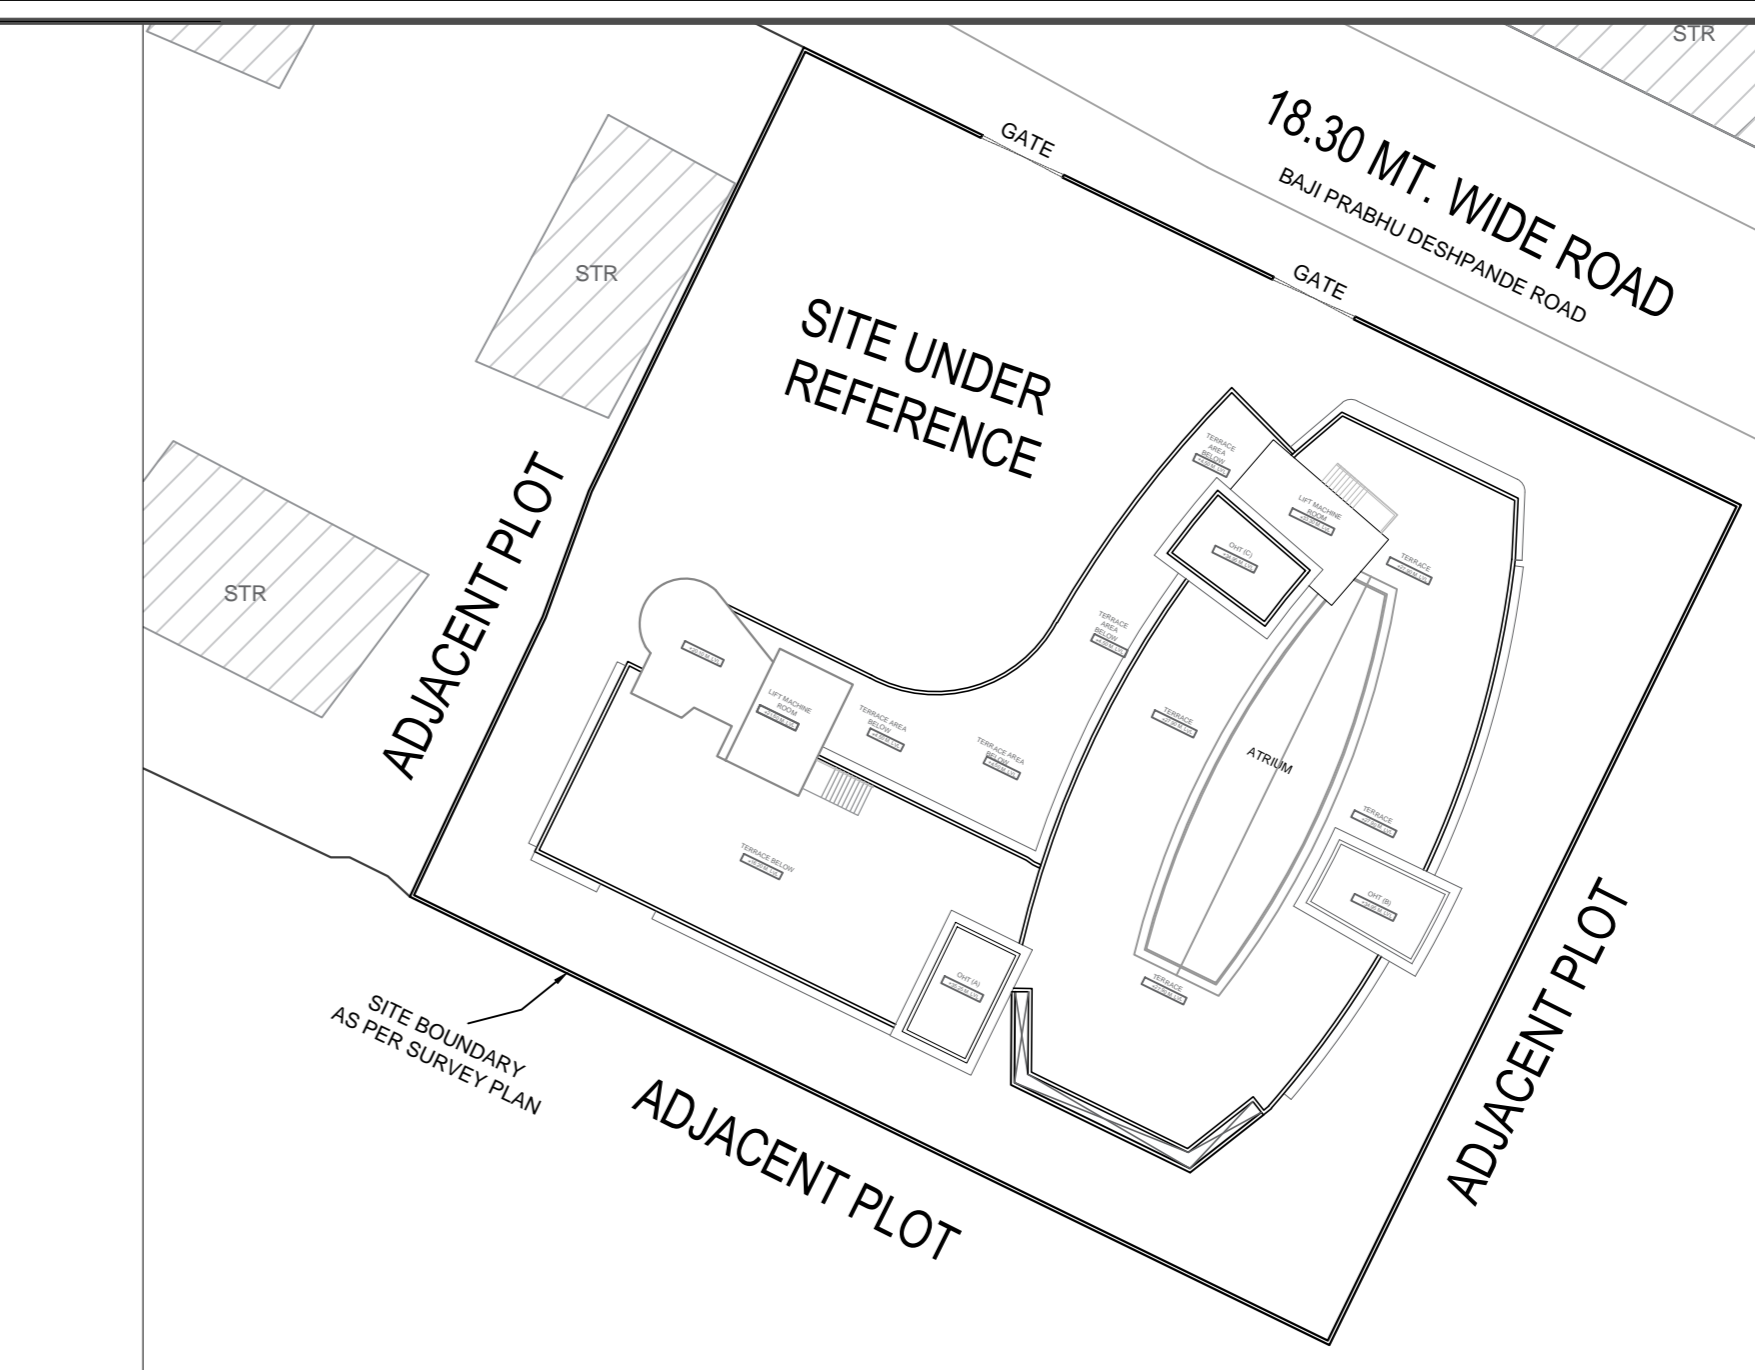 STR
18.30 MT. WIDE ROAD
BAJI PRABHU DESHPANDE ROAD
GATE
GATE
STR
SITE UNDER
REFERENCE
STR
ADJACENT PLOT
TERRACE
AREA
BELOW
LIFT MACHINE
ROOM
OHT (C)
TERRACE
TERRACE
AREA
BELOW
LIFT MACHINE
ROOM
TERRACE AREA
BELOW
TERRACE AREA
BELOW
TERRACE
ATRIUM
TERRACE
TERRACE BELOW
OHT (B)
OHT (A)
TERRACE
SITE BOUNDARY
AS PER SURVEY PLAN
ADJACENT PLOT
ADJACENT PLOT